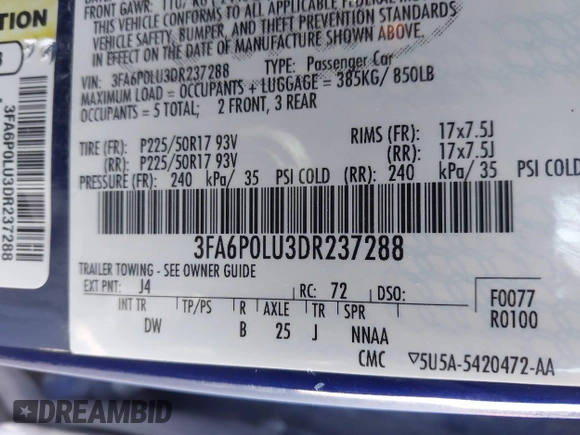 FRONT GAWR:
THIS VEHICLE CONFORMS TO ALL APPLICABLE FEDERAL
VEHICLE SAFETY, BUMPER, AND THEFT PREVENTION STANDARDS
IN EFFECT ON THE DATE OF MANUFACTURE SHOWN ABOVE.
VIN: 3FA6P0LU3DR237288 TYPE: Passenger Car
MAXIMUM LOAD = OCCUPANTS + LUGGAGE = 385KG/ 850LB
OCCUPANTS = 5 TOTAL; 2 FRONT, 3 REAR
TIRE (FR): P225/50R17 93V RIMS (FR): 17x7.5J
(RR): P225/50R17 93V (RR): 17x7.5J
PRESSURE (FR): 240 kPa/ 35 PSI COLD (RR): 240 kPa/ 35 PSI COLD
3FA6P0LU3DR237288
TRAILER TOWING - SEE OWNER GUIDE
EXT PNT: J4 RC: 72 DSO:
F0077
R0100
INT TR TP/PS R AXLE TR SPR
DW B 25 J NNAA
CMC ▽5U5A-5420472-AA
3FA6P0LU3DR237288
DREAMBID